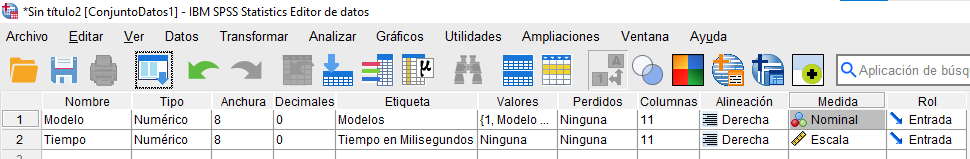 *Sin título2 [ConjuntoDatos1] - IBM SPSS Statistics Editor de datos
Archivo Editar Ver Datos Transformar Analizar Gráficos Utilidades Ampliaciones Ventana Ayuda
A 1 μ Aplicación de búsq
Nombre Tipo Anchura Decimales Etiqueta Valores Perdidos Columnas Alineación Medida Rol
1 Modelo Numérico 8 0 Modelos {1, Modelo ... Ninguna 11 Derecha Nominal Entrada
2 Tiempo Numérico 8 0 Tiempo en Milisegundos Ninguna Ninguna 11 Derecha Escala Entrada